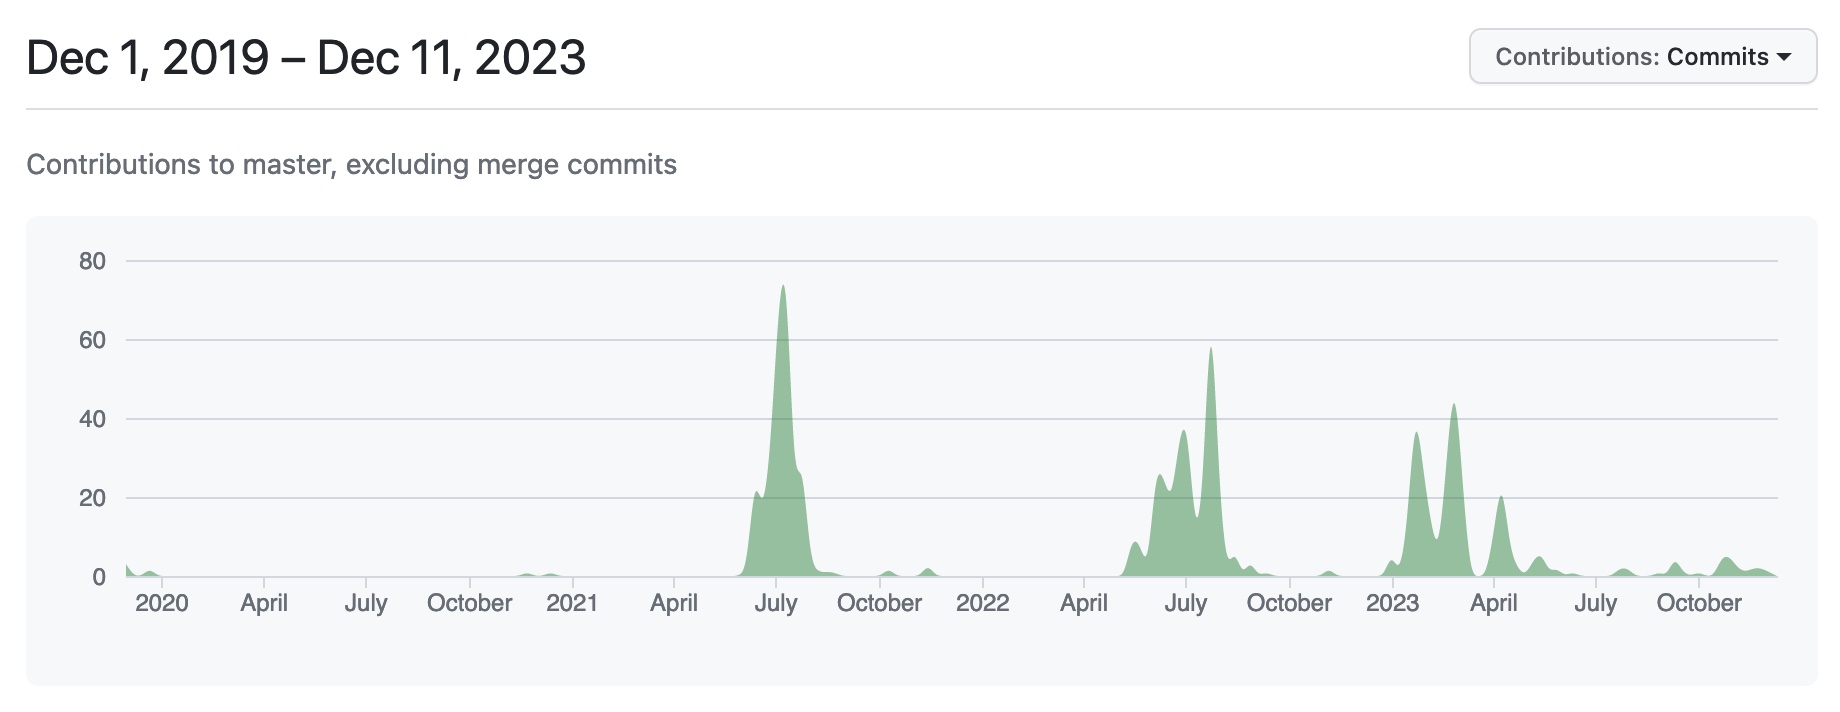 Dec 1, 2019 – Dec 11, 2023
Contributions: Commits
Contributions to master, excluding merge commits
80
60
40
20
0
2020 April July October 2021 April July October 2022 April July October 2023 April July October